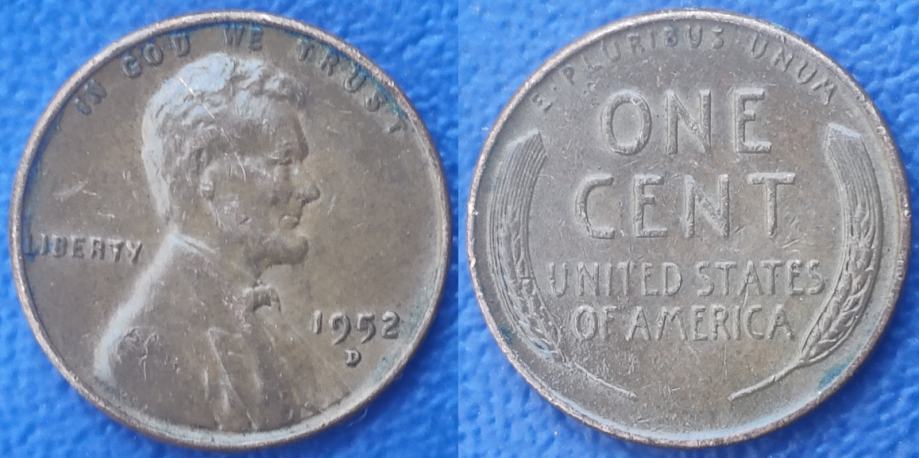 IN GOD WE TRUST
LIBERTY
1952
D
E·PLURIBUS·UNUM
ONE
CENT
UNITED STATES
OF AMERICA